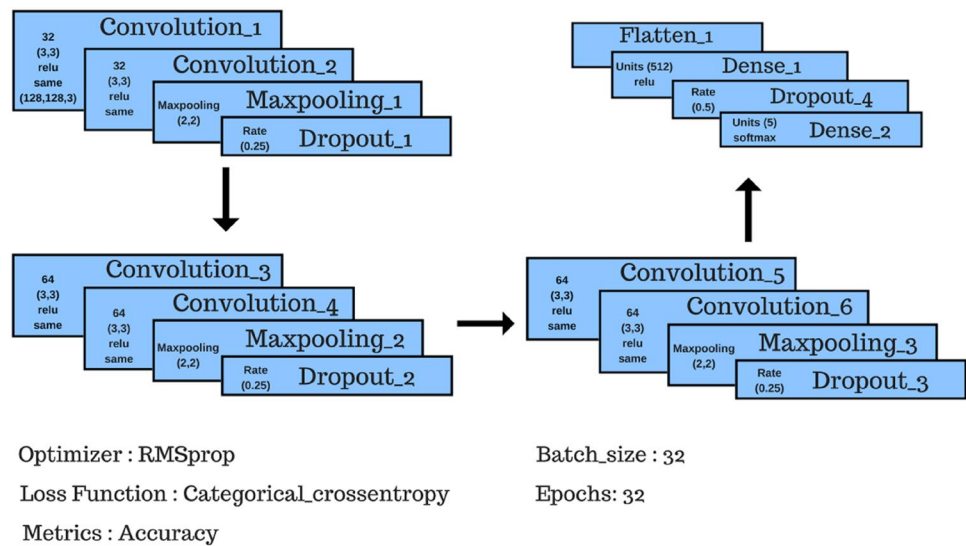 Convolution_1
32
(3,3)
relu
same
(128,128,3)
Convolution_2
32
(3,3)
relu
same
Maxpooling_1
Maxpooling
(2,2)
Dropout_1
Rate
(0.25)
Convolution_3
64
(3,3)
relu
same
Convolution_4
64
(3,3)
relu
same
Maxpooling_2
Maxpooling
(2,2)
Dropout_2
Rate
(0.25)
Convolution_5
64
(3,3)
relu
same
Convolution_6
64
(3,3)
relu
same
Maxpooling_3
Maxpooling
(2,2)
Dropout_3
Rate
(0.25)
Flatten_1
Units (512)
relu
Dense_1
Rate
(0.5)
Dropout_4
Units (5)
softmax
Dense_2
Optimizer : RMSprop
Loss Function : Categorical_crossentropy
Metrics : Accuracy
Batch_size : 32
Epochs: 32